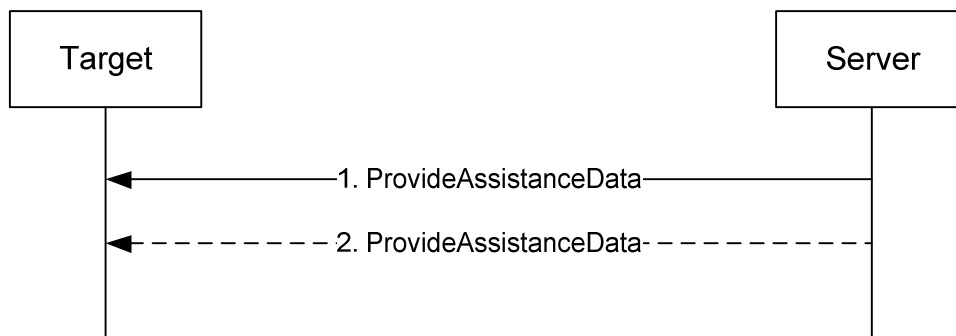 Target
Server
1. ProvideAssistanceData
2. ProvideAssistanceData